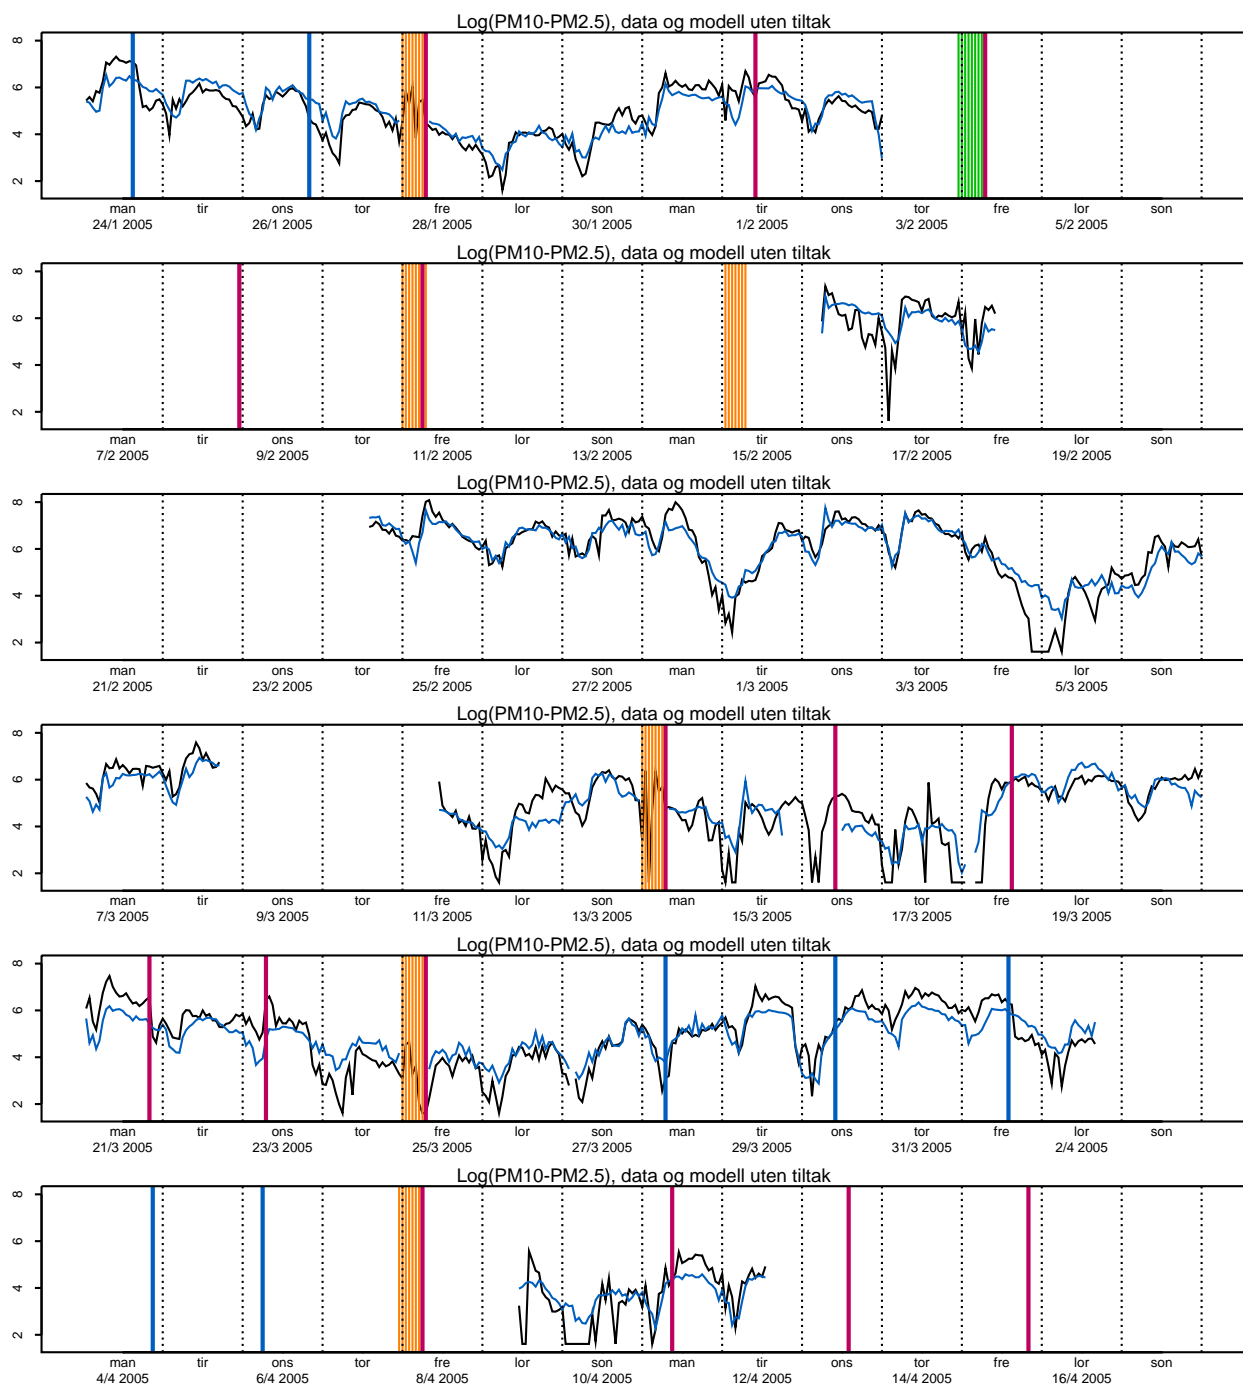 Log(PM10-PM2.5), data og modell uten tiltak
8
6
4
2
man tir ons tor fre lor son man tir ons tor fre lor son
24/1 2005 26/1 2005 28/1 2005 30/1 2005 1/2 2005 3/2 2005 5/2 2005
Log(PM10-PM2.5), data og modell uten tiltak
8
6
4
2
man tir ons tor fre lor son man tir ons tor fre lor son
7/2 2005 9/2 2005 11/2 2005 13/2 2005 15/2 2005 17/2 2005 19/2 2005
Log(PM10-PM2.5), data og modell uten tiltak
8
6
4
2
man tir ons tor fre lor son man tir ons tor fre lor son
21/2 2005 23/2 2005 25/2 2005 27/2 2005 1/3 2005 3/3 2005 5/3 2005
Log(PM10-PM2.5), data og modell uten tiltak
8
6
4
2
man tir ons tor fre lor son man tir ons tor fre lor son
7/3 2005 9/3 2005 11/3 2005 13/3 2005 15/3 2005 17/3 2005 19/3 2005
Log(PM10-PM2.5), data og modell uten tiltak
8
6
4
2
man tir ons tor fre lor son man tir ons tor fre lor son
21/3 2005 23/3 2005 25/3 2005 27/3 2005 29/3 2005 31/3 2005 2/4 2005
Log(PM10-PM2.5), data og modell uten tiltak
8
6
4
2
man tir ons tor fre lor son man tir ons tor fre lor son
4/4 2005 6/4 2005 8/4 2005 10/4 2005 12/4 2005 14/4 2005 16/4 2005